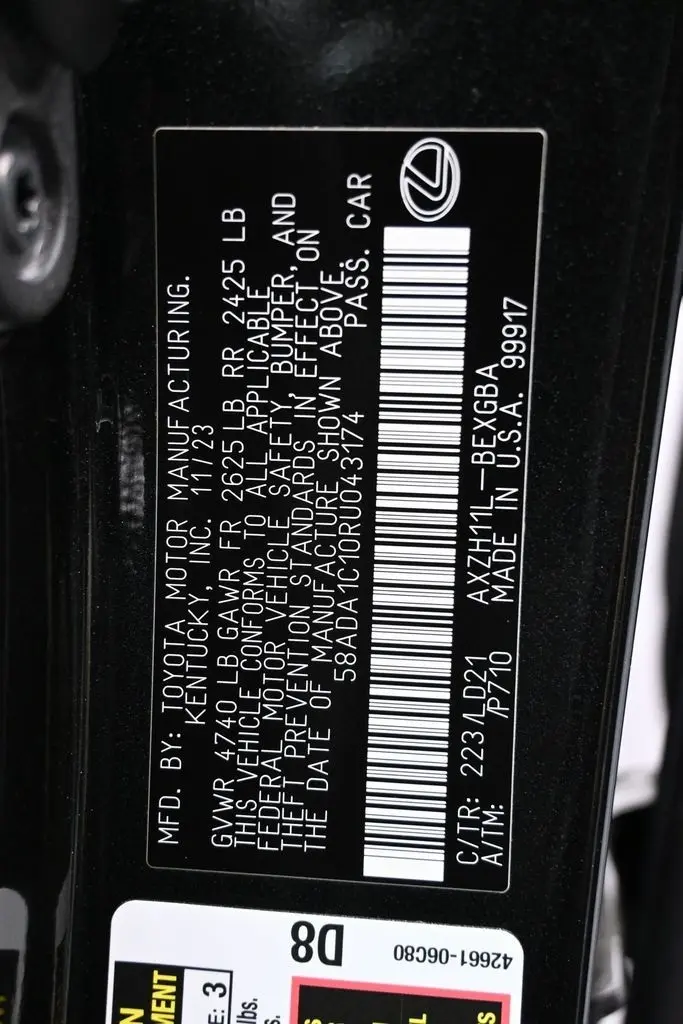 MFD. BY: TOYOTA MOTOR MANUFACTURING.
KENTUCKY, INC. 11/23
GVWR 4740 LB GAWR FR 2625 LB RR 2425 LB
THIS VEHICLE CONFORMS TO ALL APPLICABLE
FEDERAL MOTOR VEHICLE SAFETY, BUMPER, AND
THEFT PREVENTION STANDARDS IN EFFECT ON
THE DATE OF MANUFACTURE SHOWN ABOVE.
58ADA1C10RU043174 PASS. CAR
C/TR: 223/LD21 AXZH11L-BEXGBA
A/TM: /P710 MADE IN U.S.A. 99917
D8
42661-06C80
MENT
E: 3
lbs.